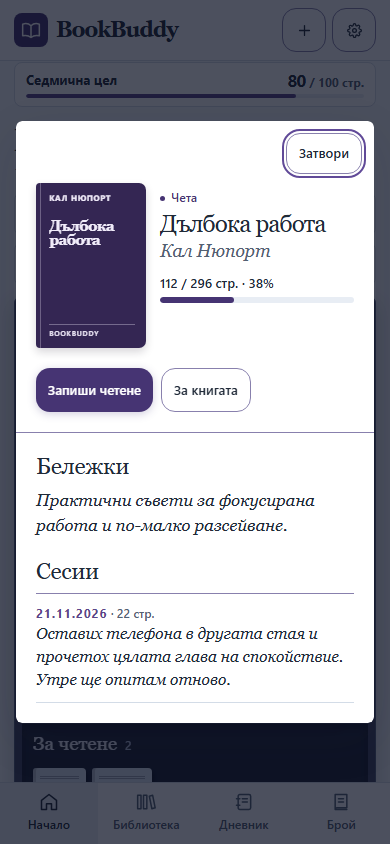 BookBuddy
Седмична цел
80 / 100 стр.
Затвори
КАЛ НЮПОРТ
Дълбока
работа
BOOKBUDDY
Чета
Дълбока работа
Кал Нюпорт
112 / 296 стр. · 38%
Запиши четене
За книгата
Бележки
Практични съвети за фокусирана
работа и по-малко разсейване.
Сесии
21.11.2026 · 22 стр.
Оставих телефона в другата стая и
прочетох цялата глава на спокойствие.
Утре ще опитам отново.
За четене 2
Начало
Библиотека
Дневник
Брой